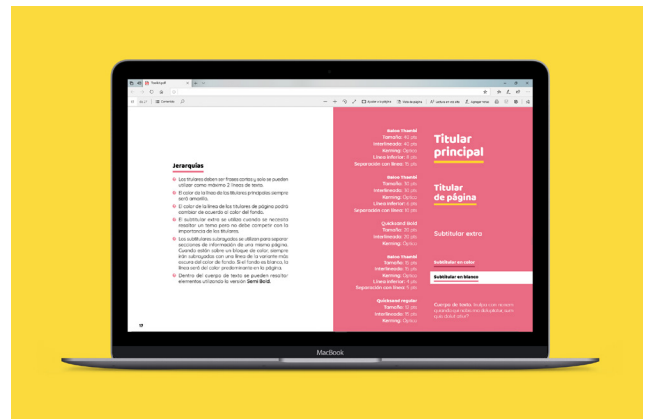 Jerarquías
Los titulares deben ser frases cortas y solo se pueden
utilizar como máximo 2 líneas de texto.
El color de la línea de los titulares principales siempre
será amarillo.
El color de la línea de los titulares de página podrá
cambiar de acuerdo al color del fondo.
El subtitular extra se utiliza cuando se necesita
resaltar un tema pero no debe competir con la
importancia de los titulares.
Los subtitulares subrayados se utilizan para separar
secciones de información de una misma página.
Cuando están sobre un bloque de color, siempre
irán subrayados con una línea de la variante más
oscura del color de fondo. Si el fondo es blanco, la
línea será del color predominante en la página.
Dentro del cuerpo de texto se pueden resaltar
elementos utilizando la versión Semi Bold.
Baloo Thambi
Tamaño: 40 pts
Interlineado: 40 pts
Kerning: Óptico
Línea inferior: 6 pts
Separación con línea: 15 pts
Titular
principal
Baloo Thambi
Tamaño: 30 pts
Interlineado: 30 pts
Kerning: Óptico
Línea inferior: 6 pts
Separación con línea: 10 pts
Titular
de página
Quicksand Bold
Tamaño: 20 pts
Interlineado: 20 pts
Kerning: Óptico
Subtitular extra
Baloo Thambi
Tamaño: 15 pts
Interlineado: 15 pts
Kerning: Óptico
Línea inferior: 4 pts
Separación con línea: 5 pts
Subtitular en color
Subtitular en blanco
Quicksand regular
Tamaño: 12 pts
Interlineado: 15 pts
Kerning: Óptico
Cuerpo de texto.
MacBook